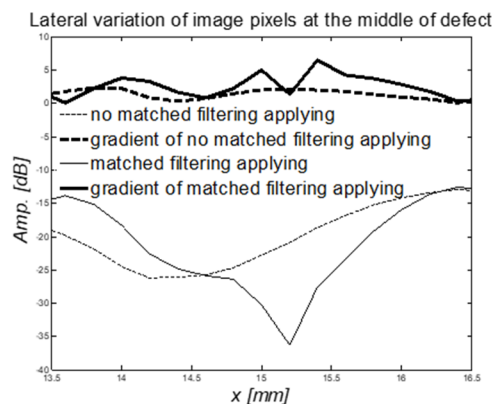 Lateral variation of image pixels at the middle of defect
10
5
0
-5
-10
-15
-20
-25
-30
-35
-40
Amp. [dB]
no matched filtering applying
gradient of no matched filtering applying
matched filtering applying
gradient of matched filtering applying
13.5 14 14.5 15 15.5 16 16.5
x [mm]